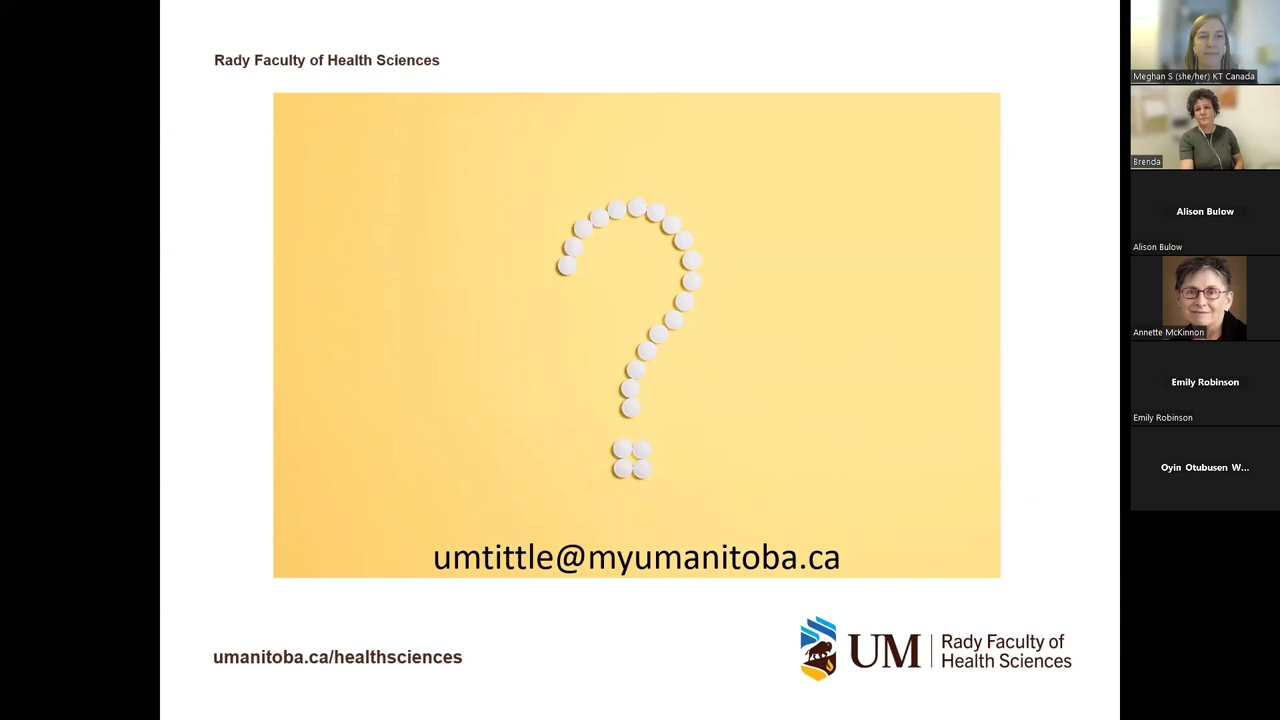 Rady Faculty of Health Sciences
umtittle@myumanitoba.ca
umanitoba.ca/healthsciences
UM
Rady Faculty of
Health Sciences
Meghan S (she/her) KT Canada
Brenda
Alison Bulow
Alison Bulow
Annette McKinnon
Emily Robinson
Emily Robinson
Oyin Otubusen W...